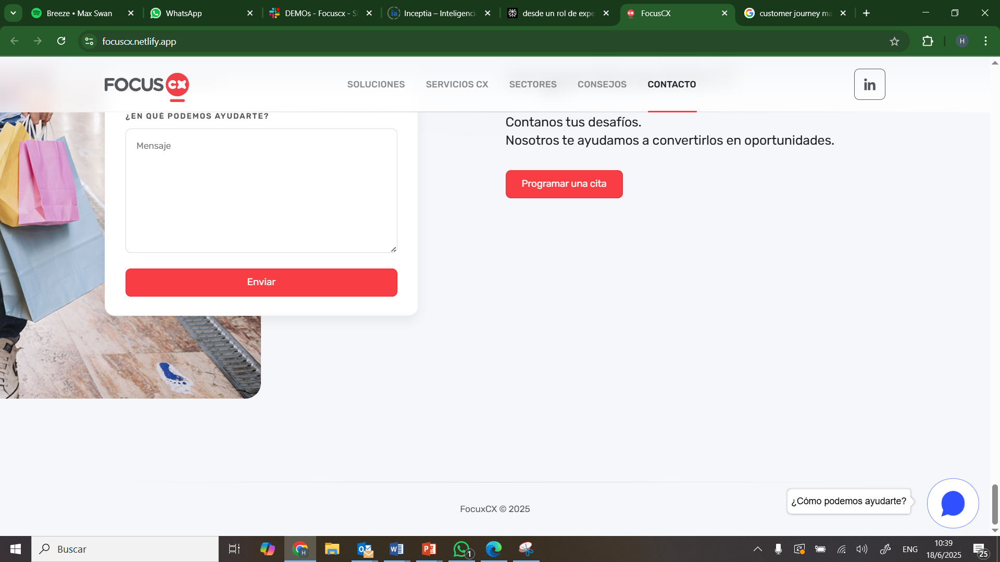 Breeze • Max Swan
WhatsApp
DEMOs - Focuscx - Sl
Inceptia – Inteligenci
desde un rol de expe
FocusCX
customer journey ma
focuscx.netlify.app
H
FOCUS CX
SOLUCIONES
SERVICIOS CX
SECTORES
CONSEJOS
CONTACTO
in
¿EN QUÉ PODEMOS AYUDARTE?
Mensaje
Enviar
Contanos tus desafíos.
Nosotros te ayudamos a convertirlos en oportunidades.
Programar una cita
¿Cómo podemos ayudarte?
FocuxCX © 2025
Buscar
1
ENG
10:39
18/6/2025
25